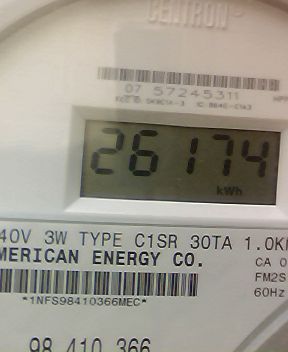 CENTRON
07 57245311
26174
kWh
40V 3W TYPE C1SR 30TA 1.0K
MERICAN ENERGY CO.
CA 0
FM2S
60Hz
*1NFS98410366MEC*
98 410 366